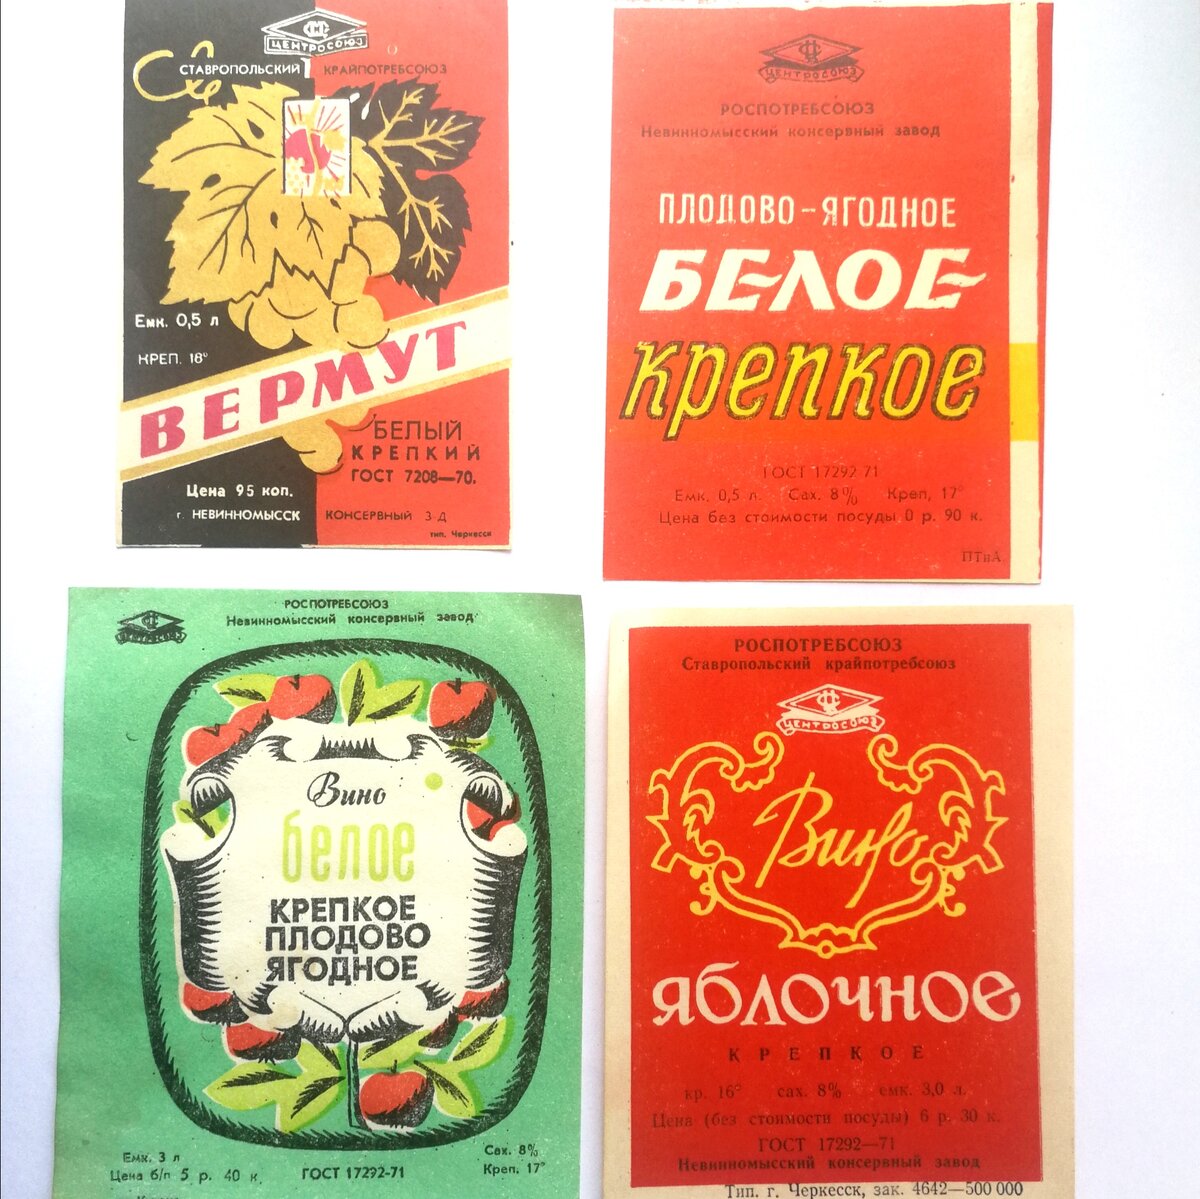 ЦЕНТРОСОЮЗ
СТАВРОПОЛЬСКИЙ КРАЙПОТРЕБСОЮЗ
Емк. 0,5 л
КРЕП. 18°
ВЕРМУТ
БЕЛЫЙ
КРЕПКИЙ
ГОСТ 7208—70.
Цена 95 коп.
г. НЕВИННОМЫССК КОНСЕРВНЫЙ З-Д
тип. Черкесск
ЦЕНТРОСОЮЗ
РОСПОТРЕБСОЮЗ
Невинномысский консервный завод
ПЛОДОВО-ЯГОДНОЕ
БЕЛОЕ
крепкое
ГОСТ 17292-71
Емк. 0,5 л. Сах. 8% Креп. 17°
Цена без стоимости посуды 0 р. 90 к.
ПТиА
РОСПОТРЕБСОЮЗ
Невинномысский консервный завод
Вино
белое
КРЕПКОЕ
ПЛОДОВО
ЯГОДНОЕ
Емк. 3 л
Цена б/п 5 р. 40 к.
ГОСТ 17292-71
Сах. 8%
Креп. 17°
РОСПОТРЕБСОЮЗ
Ставропольский крайпотребсоюз
ЦЕНТРОСОЮЗ
Вино
яблочное
КРЕПКОЕ
кр. 16° сах. 8% емк. 3,0 л.
Цена (без стоимости посуды) 6 р. 30 к.
ГОСТ 17292—71
Невинномысский консервный завод
Тип. г. Черкесск, зак. 4642—500 000